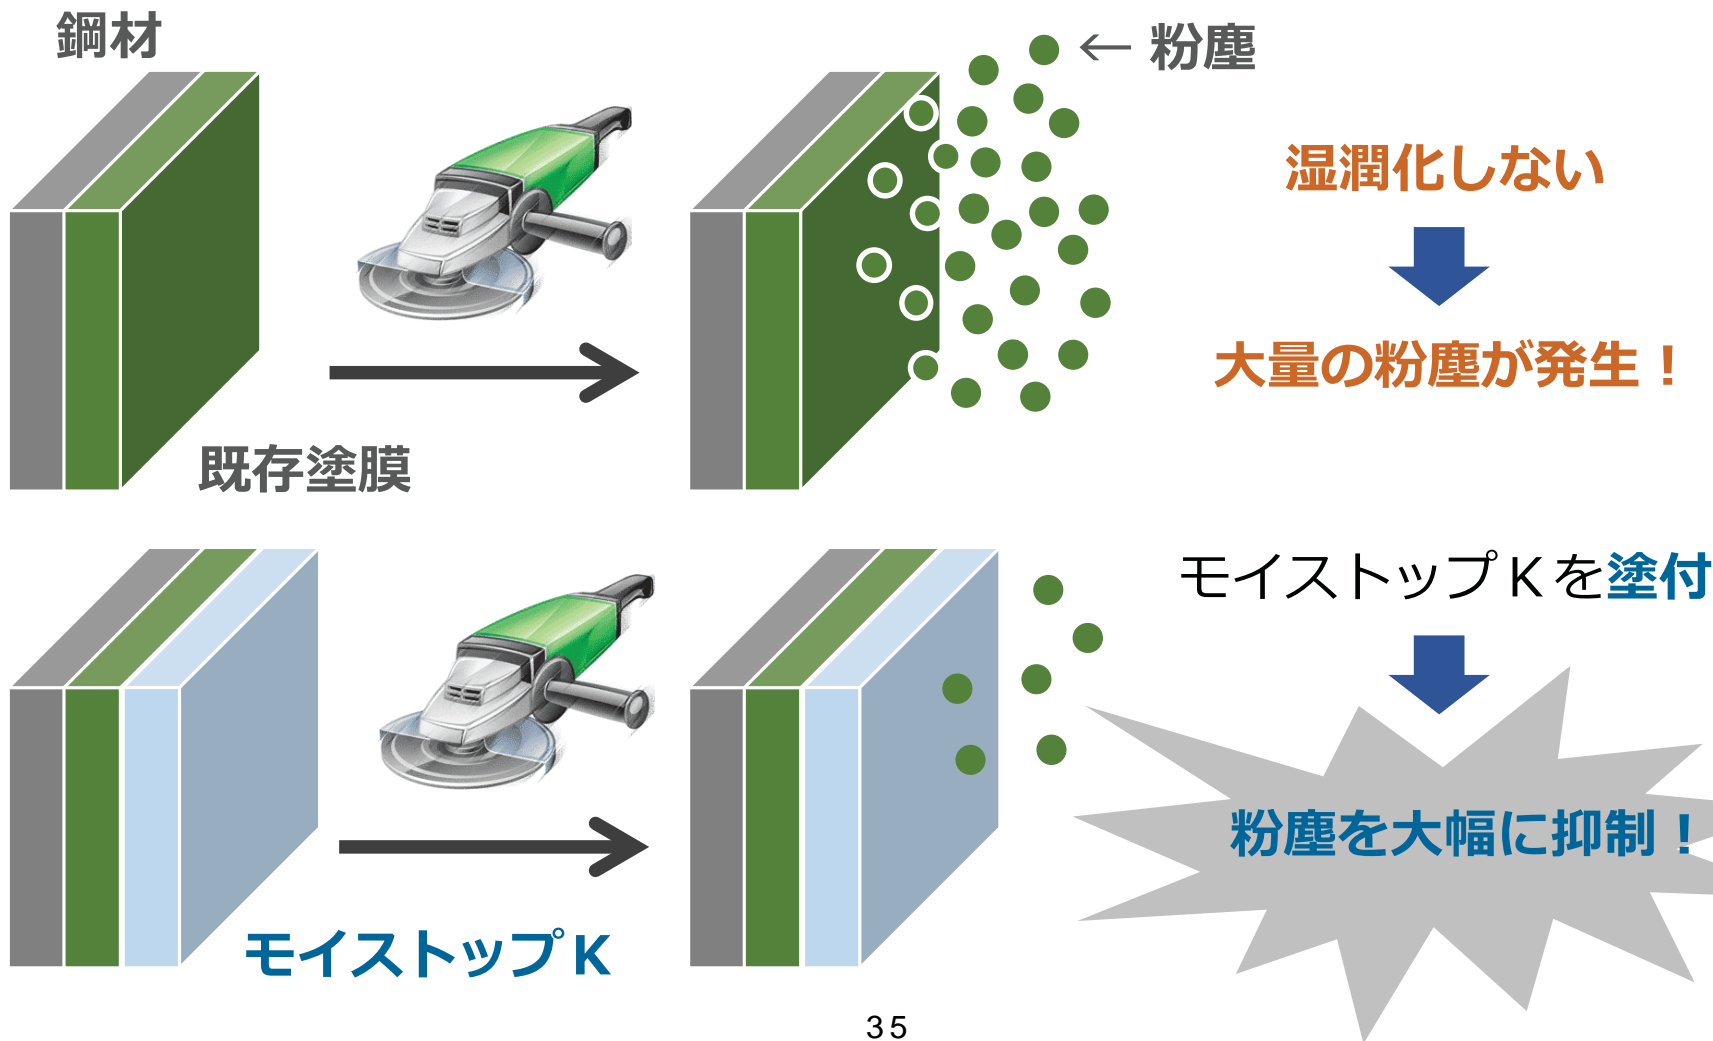 鋼材
← 粉塵
湿潤化しない
大量の粉塵が発生！
既存塗膜
モイストップKを塗付
粉塵を大幅に抑制！
モイストップK
35